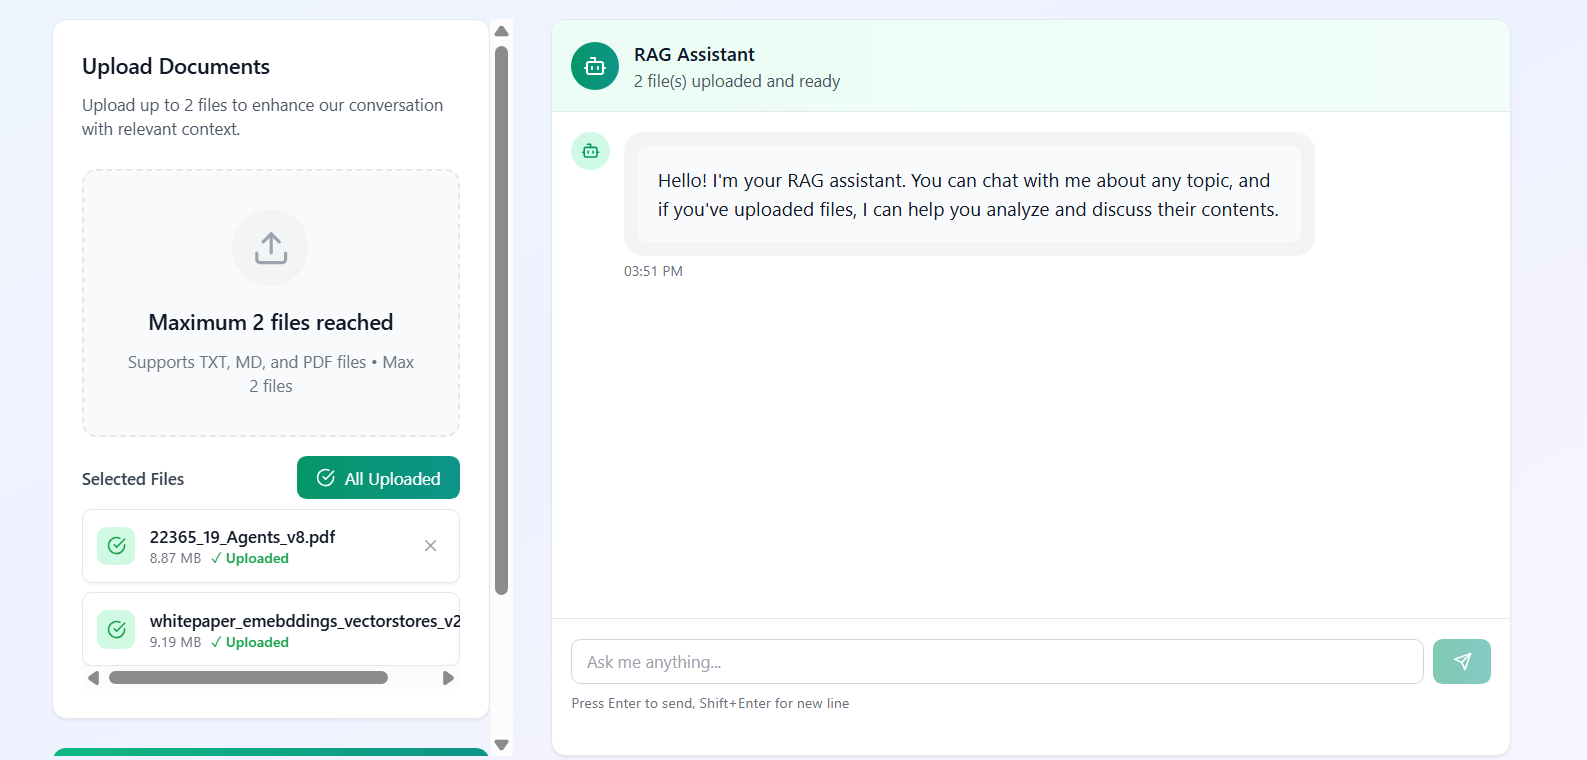 Upload Documents
Upload up to 2 files to enhance our conversation
with relevant context.
Maximum 2 files reached
Supports TXT, MD, and PDF files • Max
2 files
Selected Files
All Uploaded
22365_19_Agents_v8.pdf
8.87 MB ✓ Uploaded
whitepaper_emebddings_vectorstores_v2
9.19 MB ✓ Uploaded
RAG Assistant
2 file(s) uploaded and ready
Hello! I'm your RAG assistant. You can chat with me about any topic, and
if you've uploaded files, I can help you analyze and discuss their contents.
03:51 PM
Ask me anything...
Press Enter to send, Shift+Enter for new line